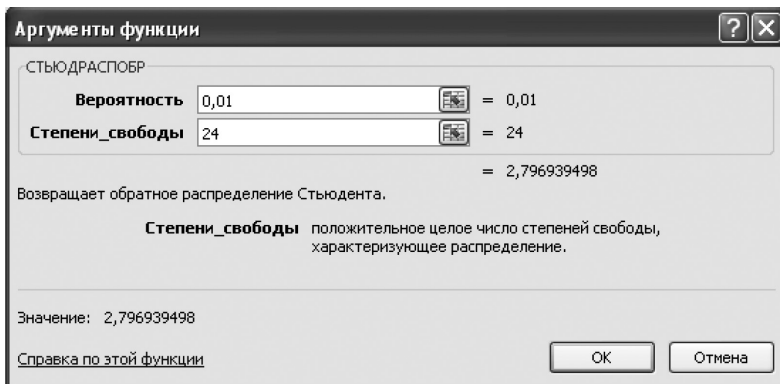 Аргументы функции
СТЬЮДРАСПОБР
Вероятность 0,01 = 0,01
Степени_свободы 24 = 24
= 2,796939498
Возвращает обратное распределение Стьюдента.
Степени_свободы положительное целое число степеней свободы,
характеризующее распределение.
Значение: 2,796939498
Справка по этой функции OK Отмена